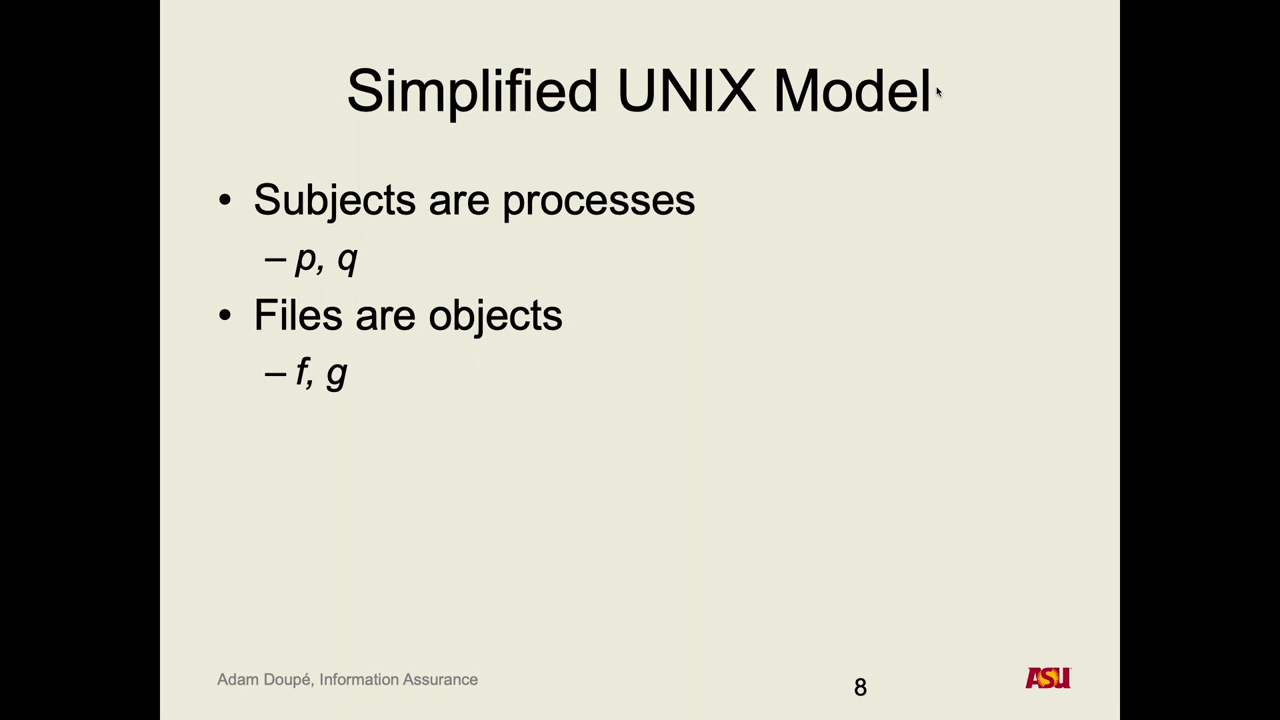 Simplified UNIX Model
• Subjects are processes
– p, q
• Files are objects
– f, g
Adam Doupé, Information Assurance
8
ASU